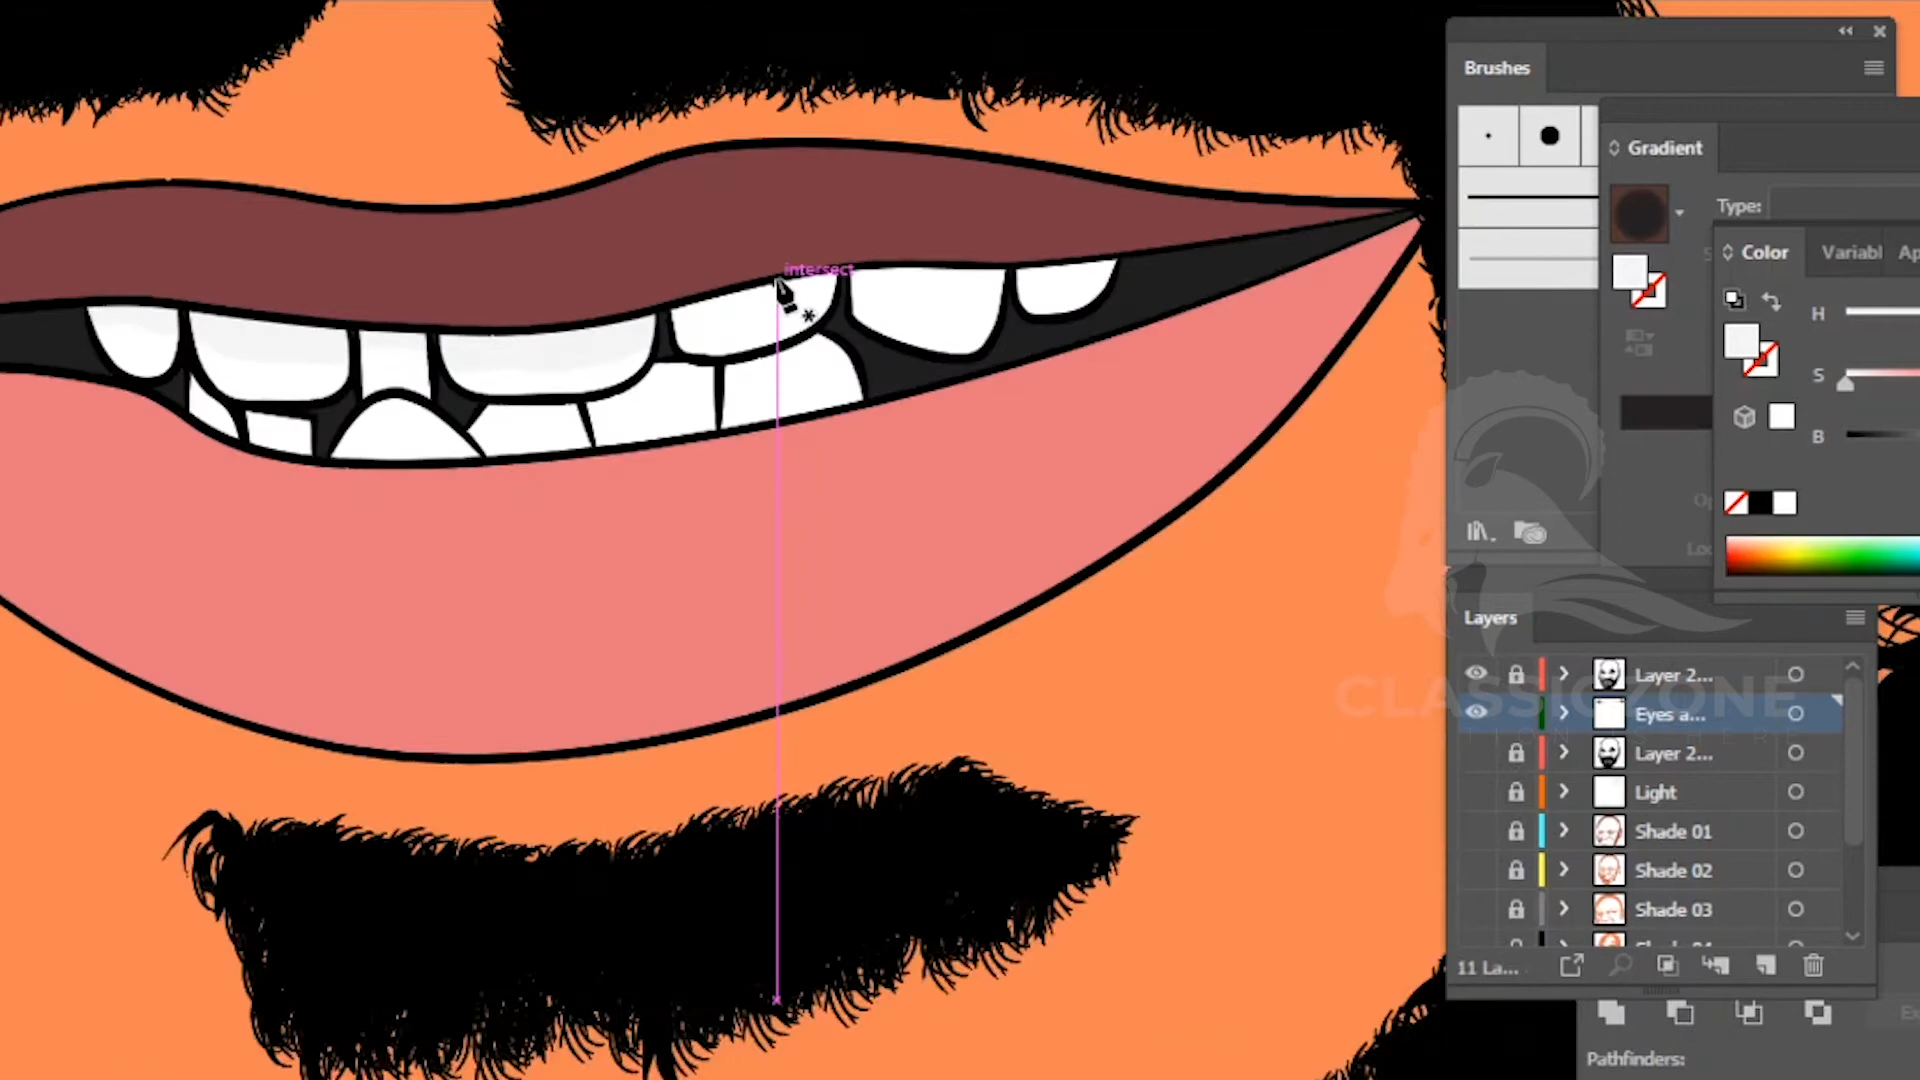 Brushes
Gradient
Type:
intersect
Color
Variabl
Ap
H
S
B
Layers
Layer 2...
CLASSICZONE
Eyes a...
Layer 2...
Light
Shade 01
Shade 02
Shade 03
11 La...
Pathfinders: